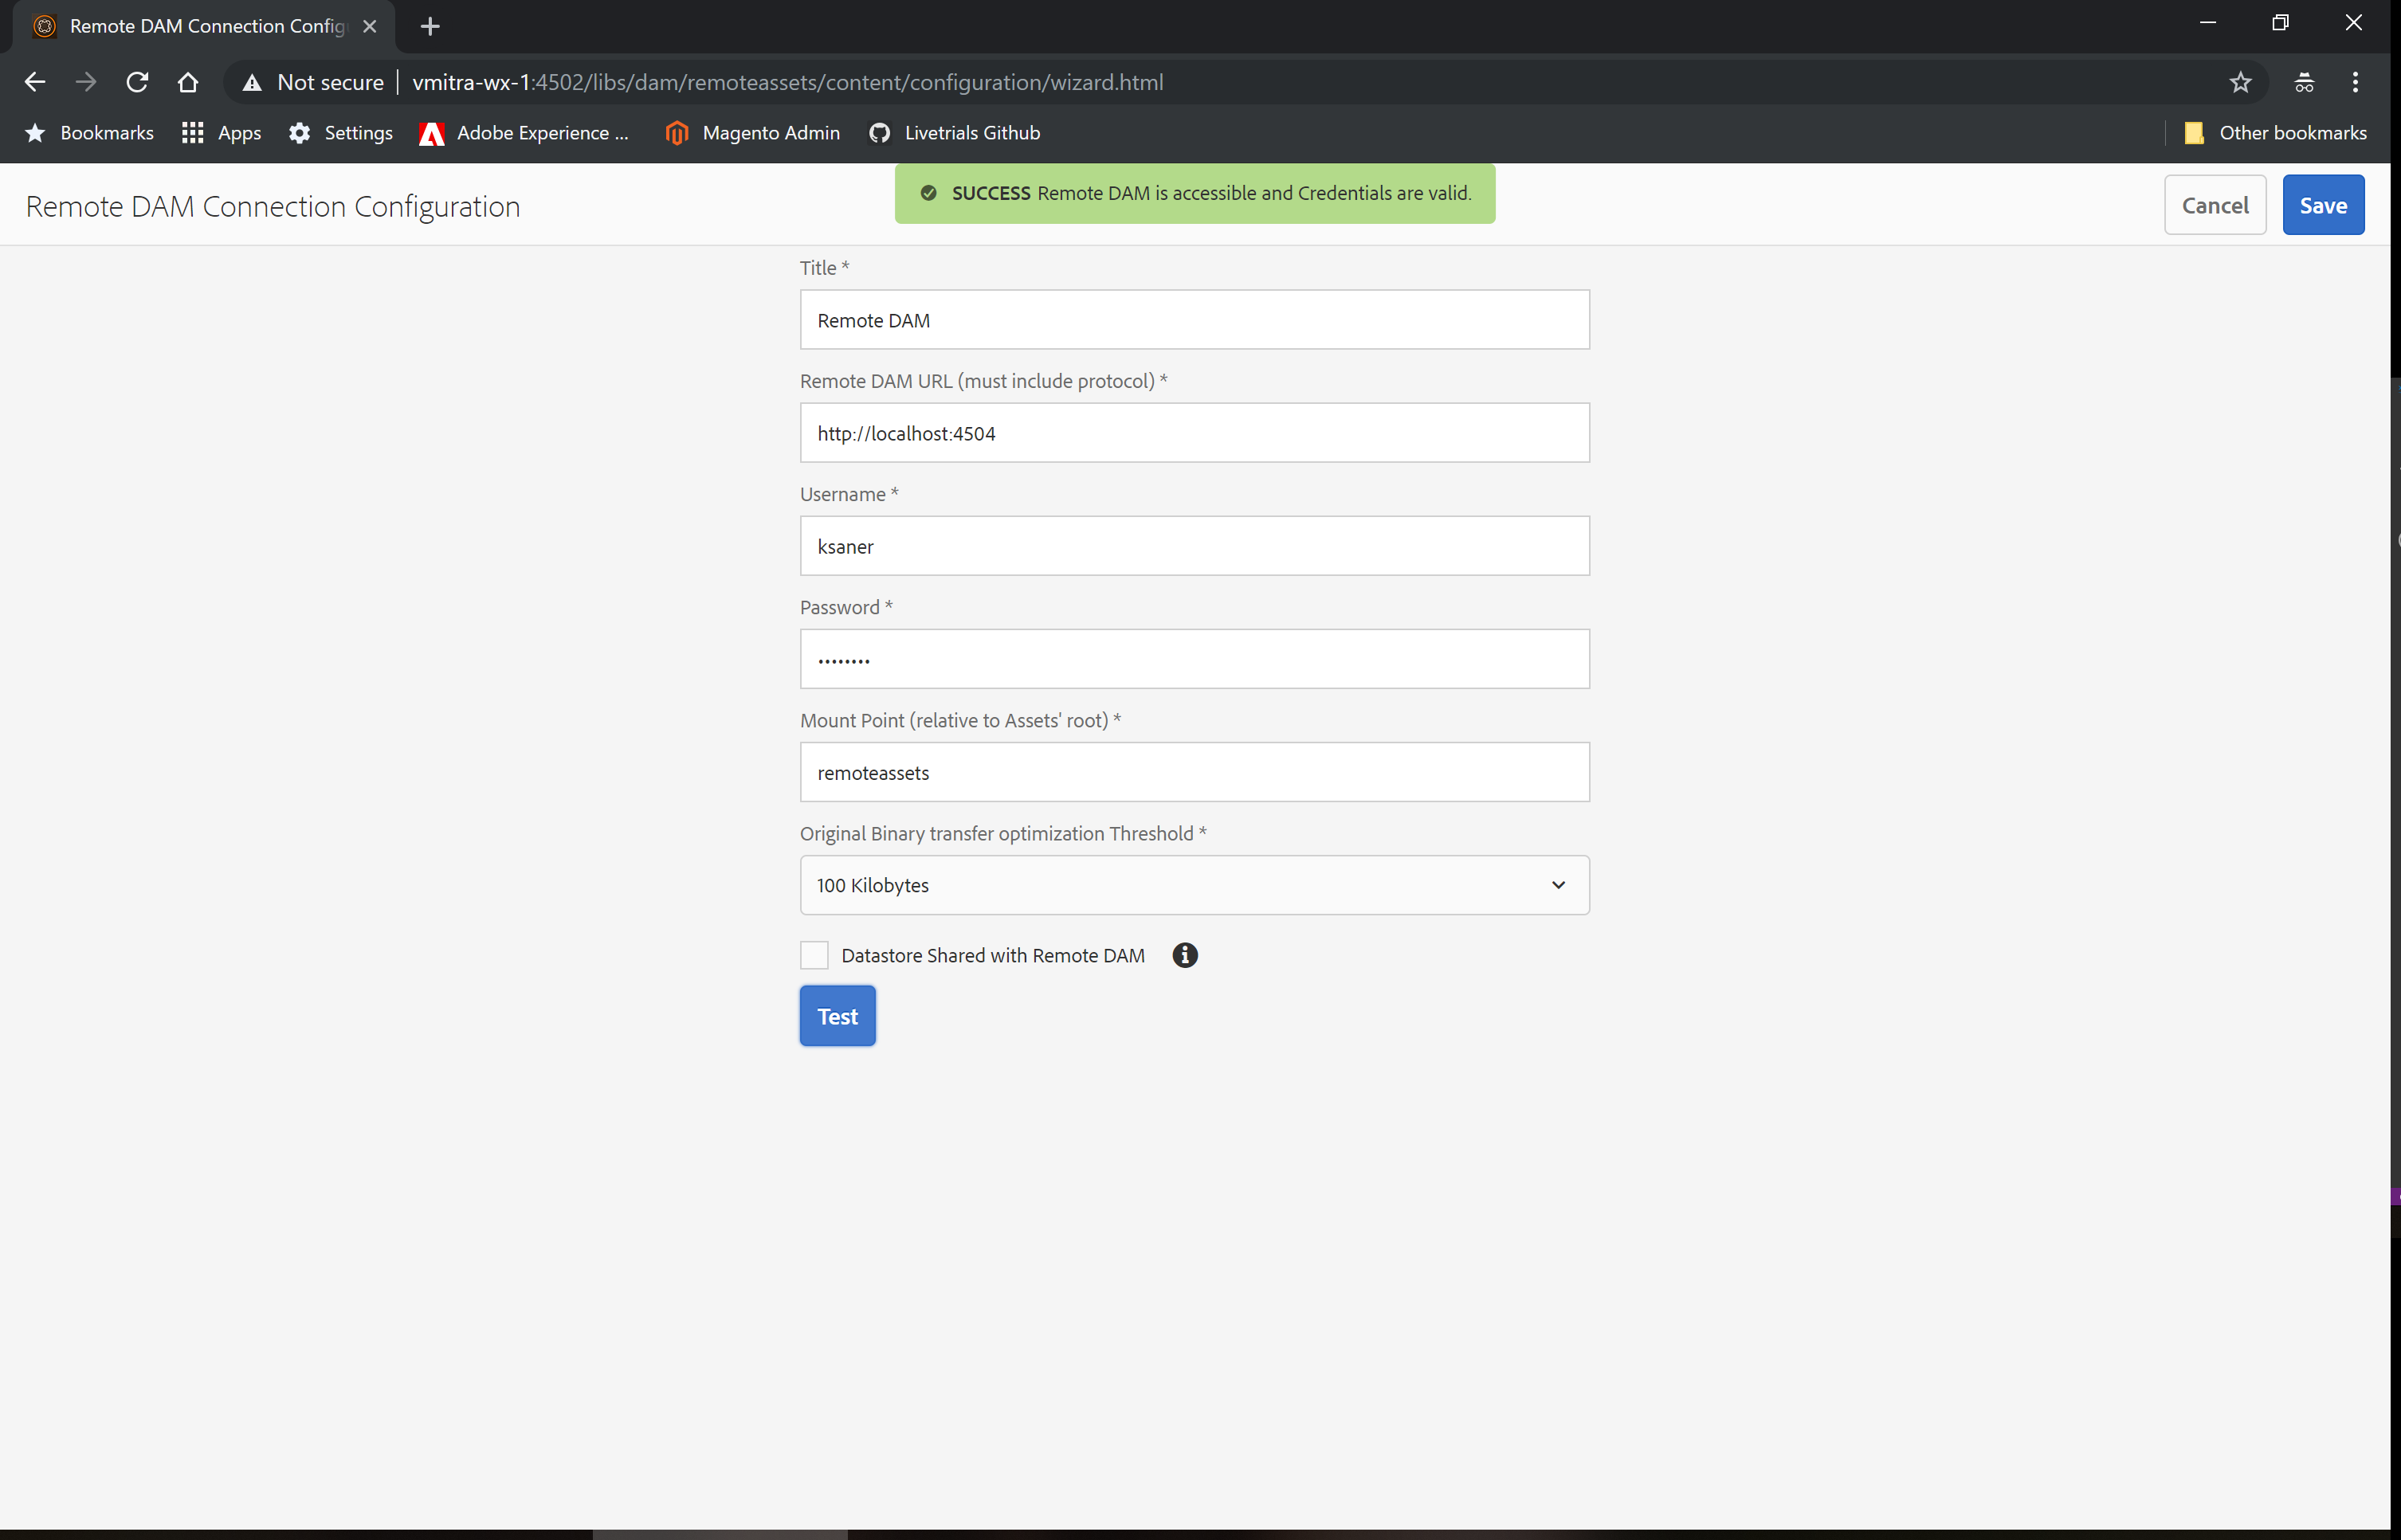 Remote DAM Connection Config
Not secure vmitra-wx-1:4502/libs/dam/remoteassets/content/configuration/wizard.html
Bookmarks Apps Settings Adobe Experience ... Magento Admin Livetrials Github Other bookmarks
Remote DAM Connection Configuration
SUCCESS Remote DAM is accessible and Credentials are valid.
Cancel Save
Title *
Remote DAM
Remote DAM URL (must include protocol) *
http://localhost:4504
Username *
ksaner
Password *
••••••••
Mount Point (relative to Assets' root) *
remoteassets
Original Binary transfer optimization Threshold *
100 Kilobytes
Datastore Shared with Remote DAM
Test